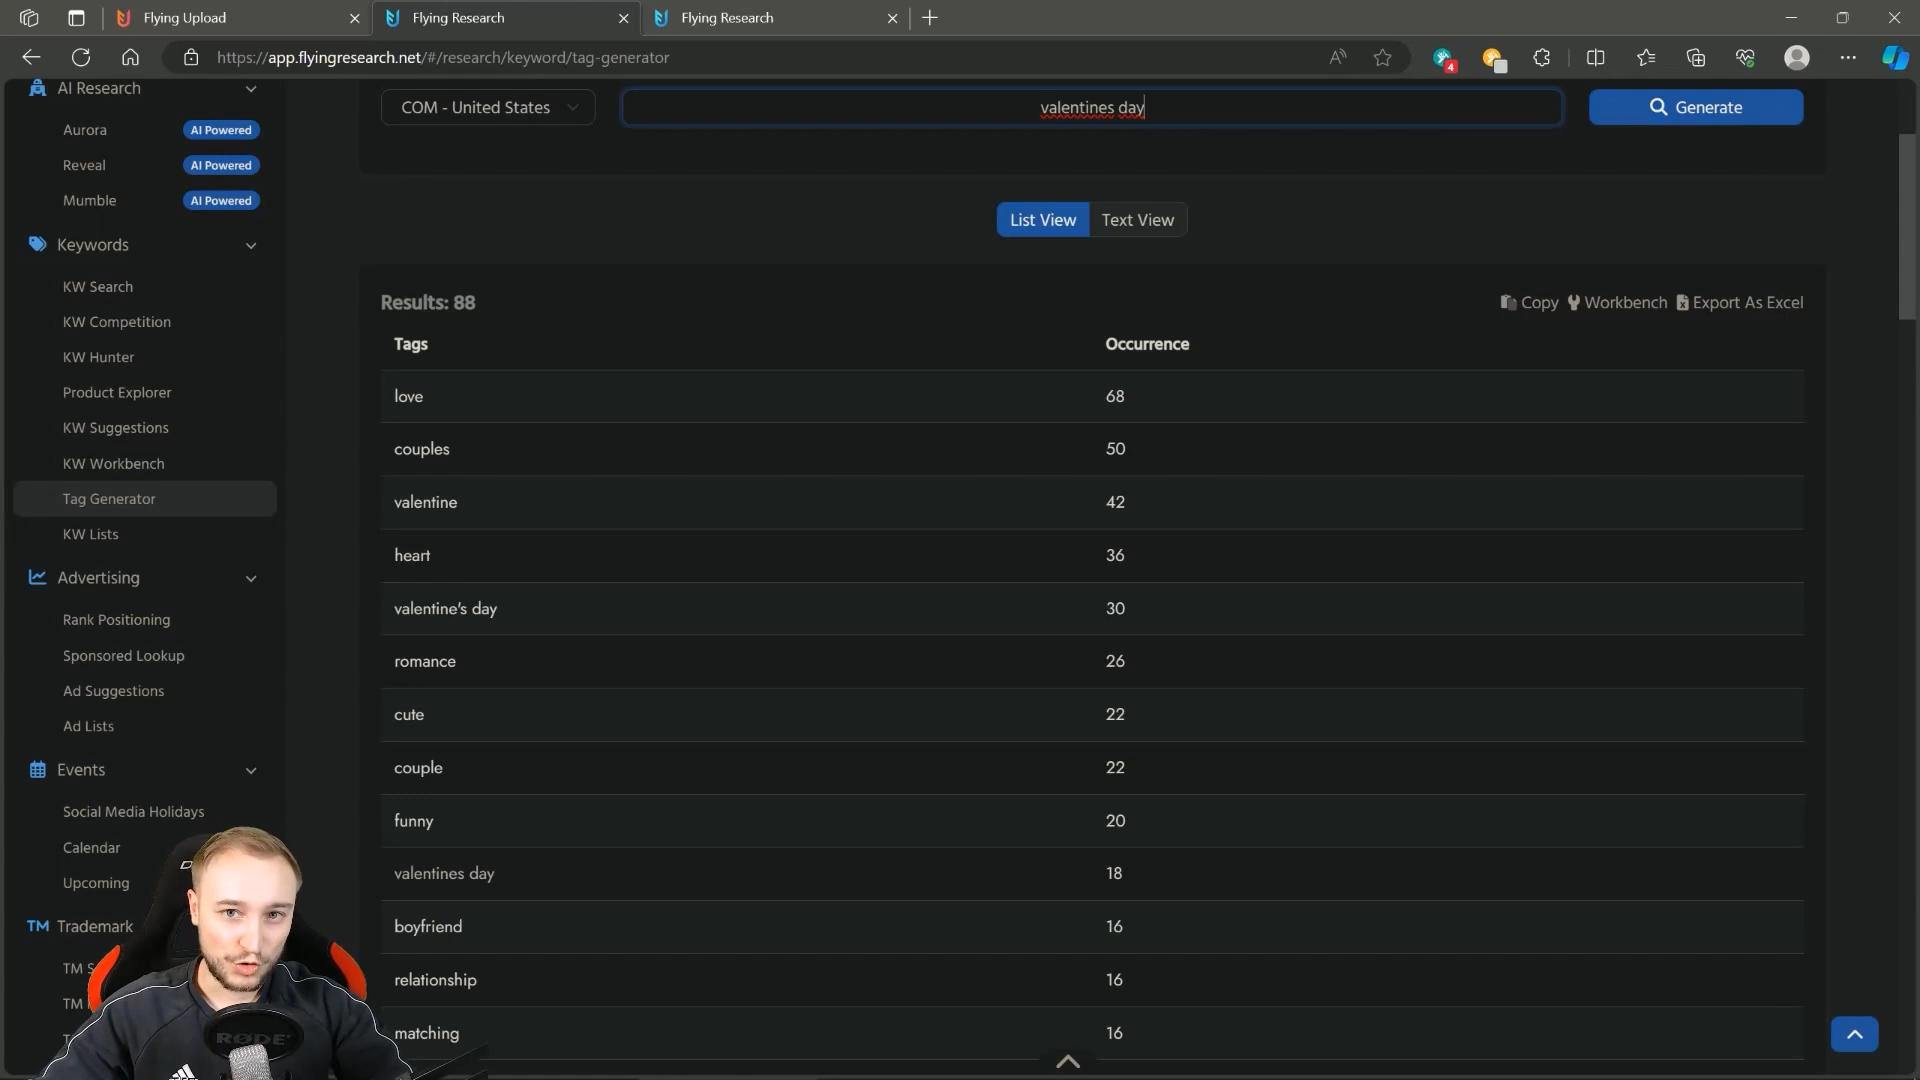 Flying Upload
Flying Research
Flying Research
https://app.flyingresearch.net/#/research/keyword/tag-generator
4
AI Research
Aurora
AI Powered
Reveal
AI Powered
Mumble
AI Powered
Keywords
KW Search
KW Competition
KW Hunter
Product Explorer
KW Suggestions
KW Workbench
Tag Generator
KW Lists
Advertising
Rank Positioning
Sponsored Lookup
Ad Suggestions
Ad Lists
Events
Social Media Holidays
Calendar
Upcoming
TM Trademark
TM
TM
COM - United States
valentines day
Generate
List View
Text View
Results: 88
Copy
Workbench
Export As Excel
Tags
Occurrence
love 68
couples 50
valentine 42
heart 36
valentine's day 30
romance 26
cute 22
couple 22
funny 20
valentines day 18
boyfriend 16
relationship 16
matching 16
RØDE